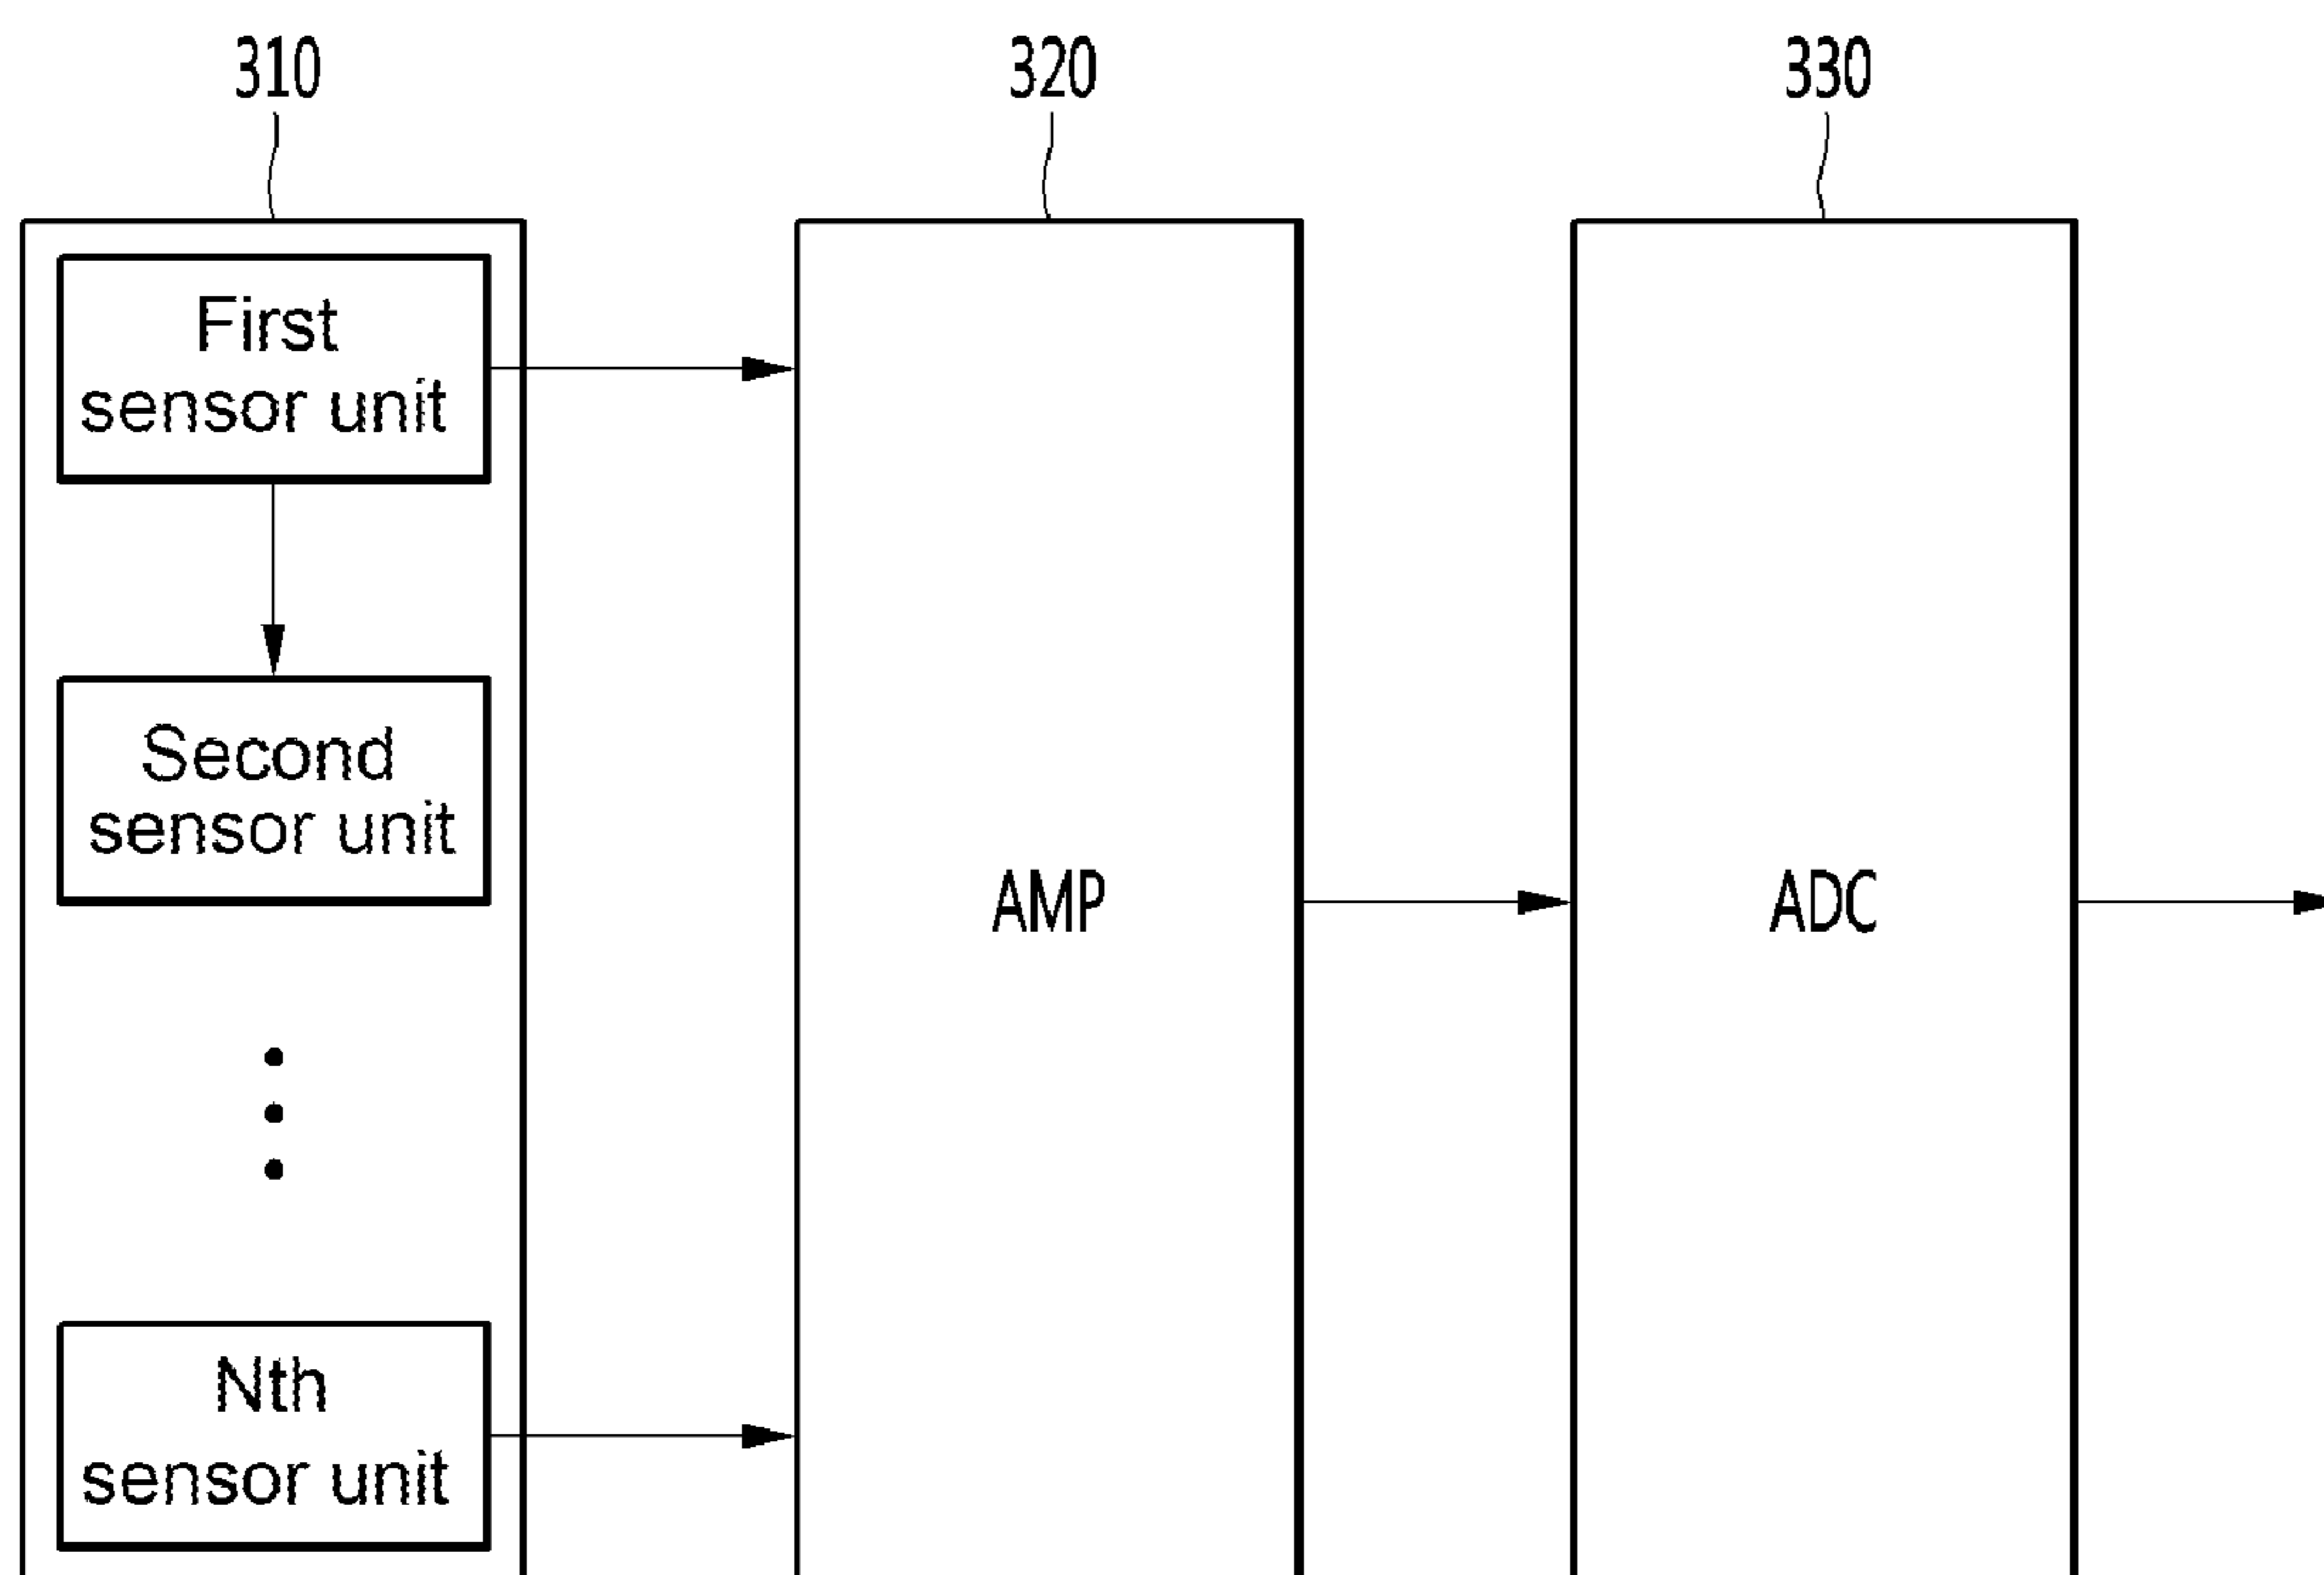 310
320
330
First
sensor unit
Second
sensor unit
AMP
ADC
Nth
sensor unit